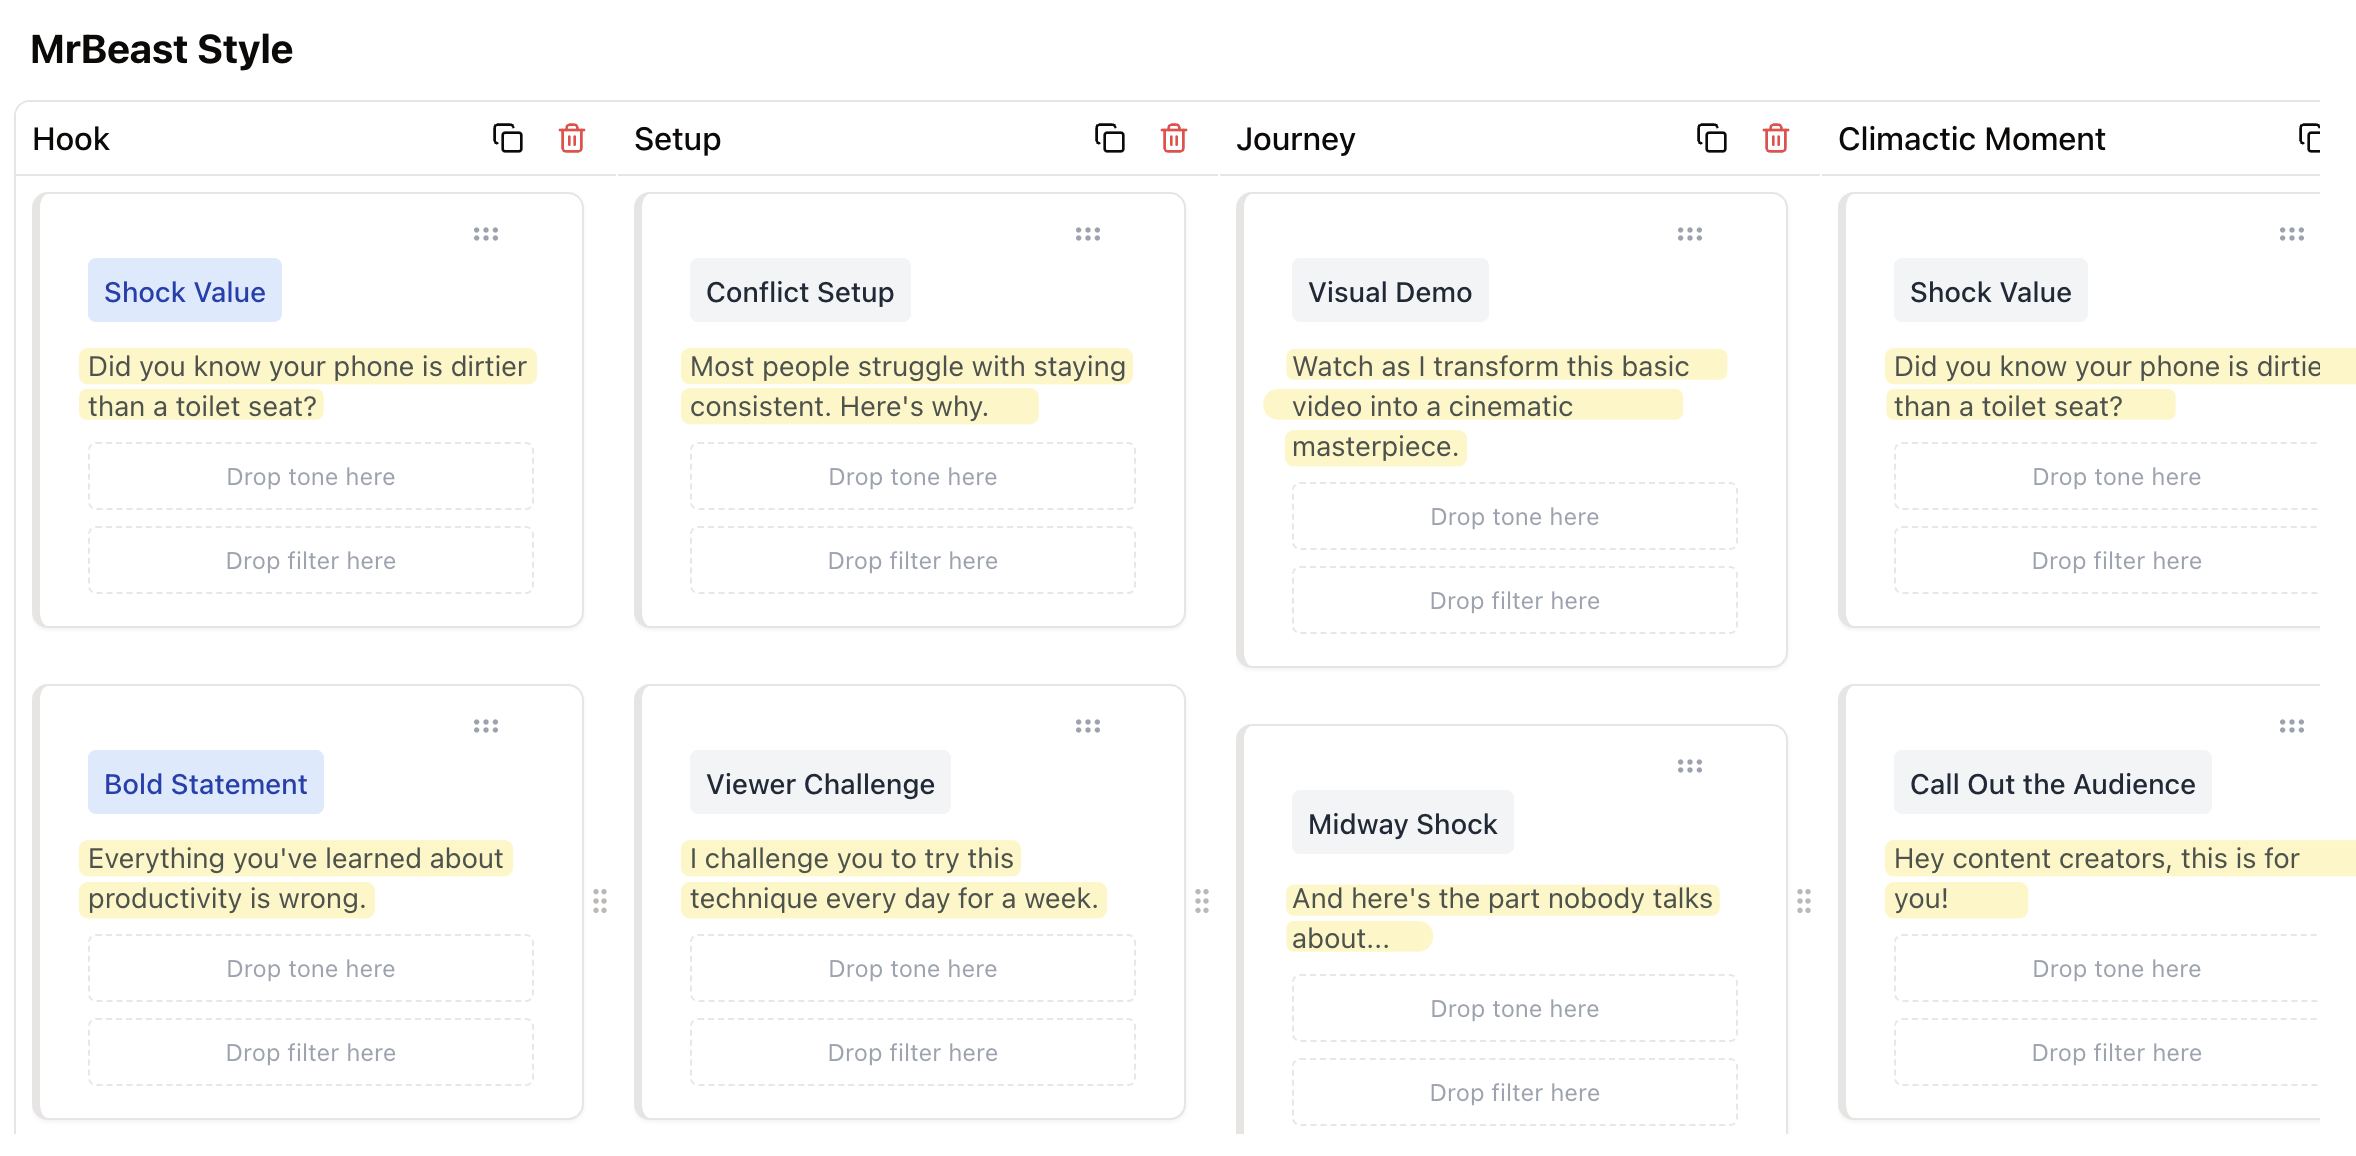 MrBeast Style
Hook
Shock Value
Did you know your phone is dirtier
than a toilet seat?
Drop tone here
Drop filter here
Bold Statement
Everything you've learned about
productivity is wrong.
Drop tone here
Drop filter here
Setup
Conflict Setup
Most people struggle with staying
consistent. Here's why.
Drop tone here
Drop filter here
Viewer Challenge
I challenge you to try this
technique every day for a week.
Drop tone here
Drop filter here
Journey
Visual Demo
Watch as I transform this basic
video into a cinematic
masterpiece.
Drop tone here
Drop filter here
Midway Shock
And here's the part nobody talks
about...
Drop tone here
Drop filter here
Climactic Moment
Shock Value
Did you know your phone is dirtie
than a toilet seat?
Drop tone here
Drop filter here
Call Out the Audience
Hey content creators, this is for
you!
Drop tone here
Drop filter here